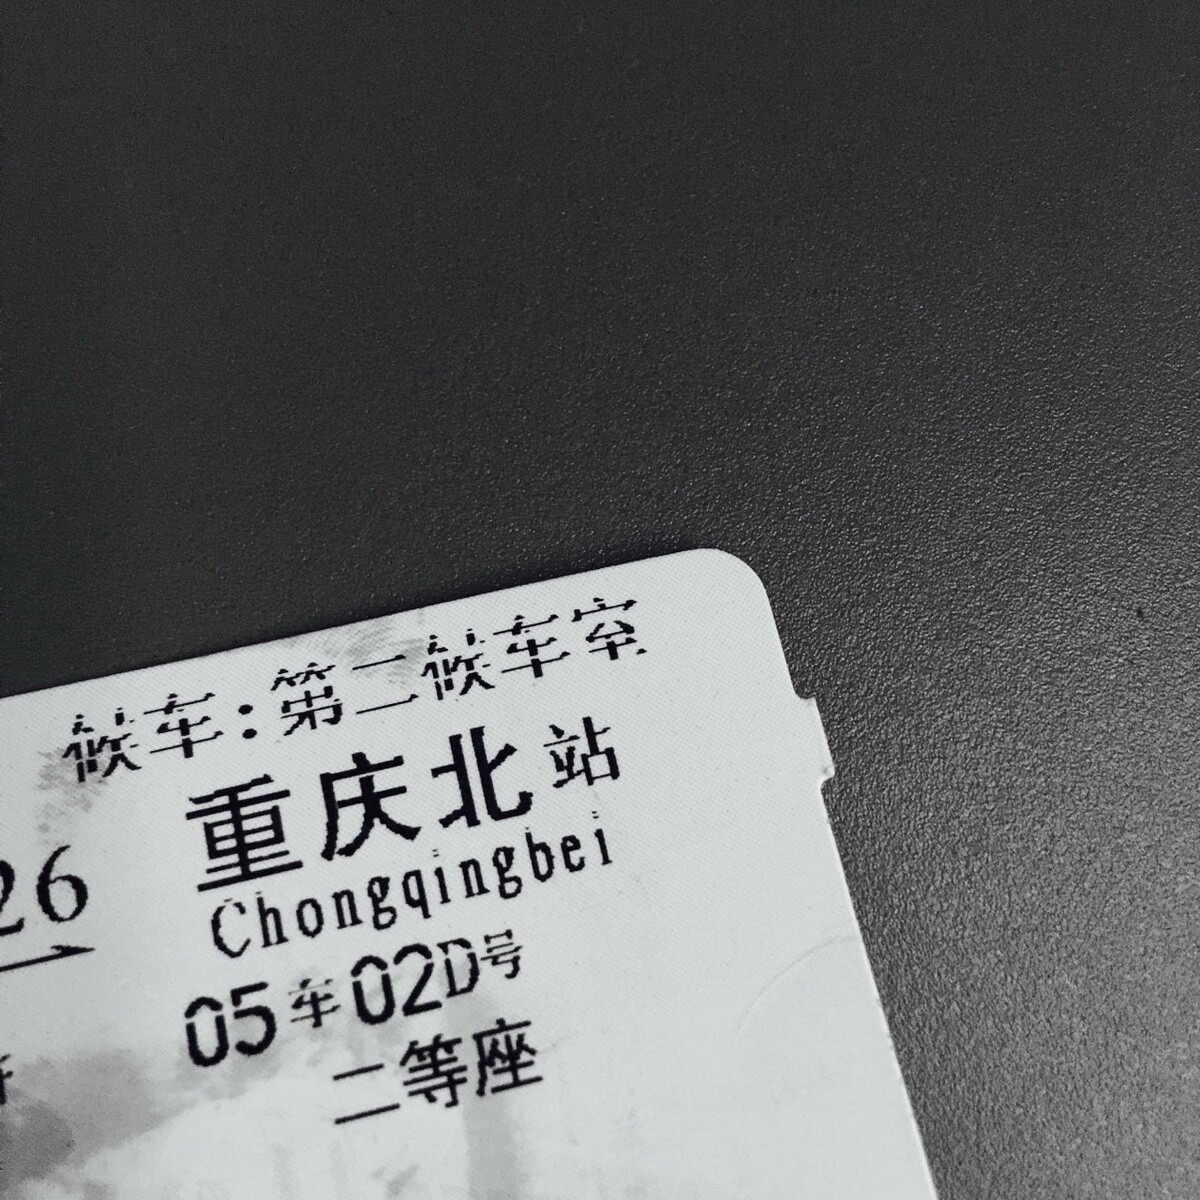 候车:第二候车室
重庆北站
Chongqingbei
26
05车02D号
二等座